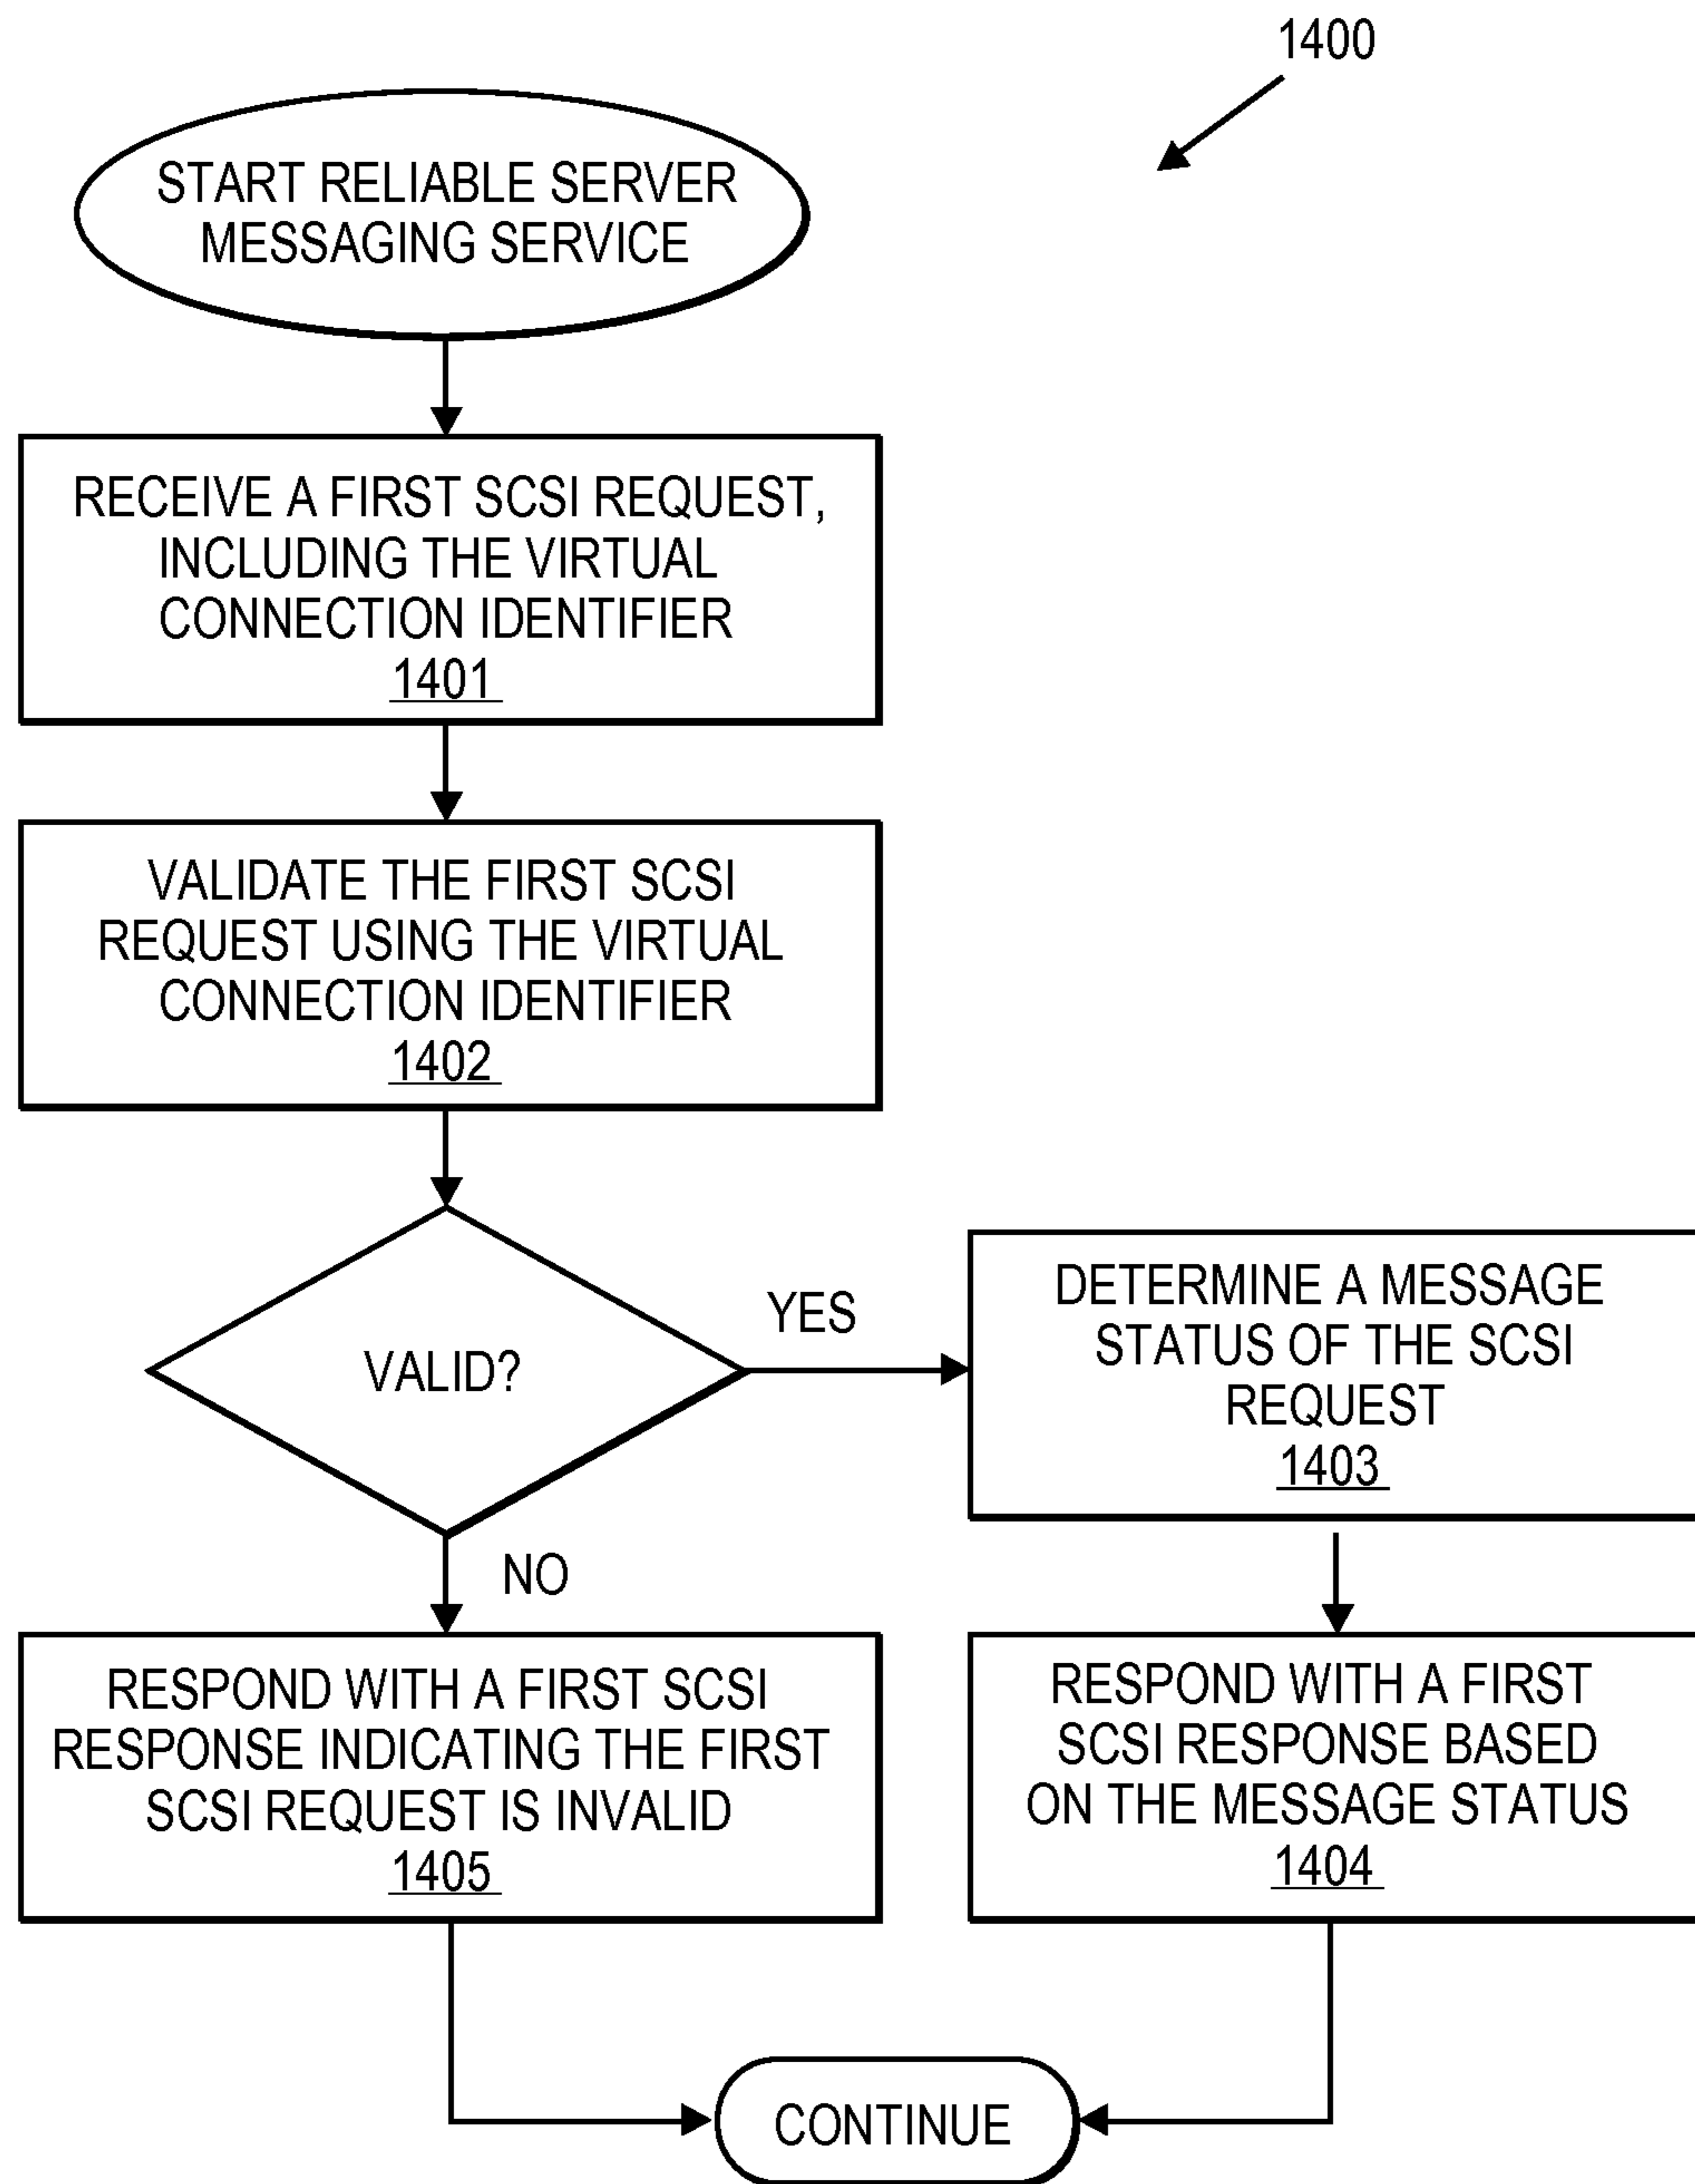 1400
START RELIABLE SERVER
MESSAGING SERVICE
RECEIVE A FIRST SCSI REQUEST,
INCLUDING THE VIRTUAL
CONNECTION IDENTIFIER
1401
VALIDATE THE FIRST SCSI
REQUEST USING THE VIRTUAL
CONNECTION IDENTIFIER
1402
VALID?
YES
DETERMINE A MESSAGE
STATUS OF THE SCSI
REQUEST
1403
NO
RESPOND WITH A FIRST SCSI
RESPONSE INDICATING THE FIRST
SCSI REQUEST IS INVALID
1405
RESPOND WITH A FIRST
SCSI RESPONSE BASED
ON THE MESSAGE STATUS
1404
CONTINUE